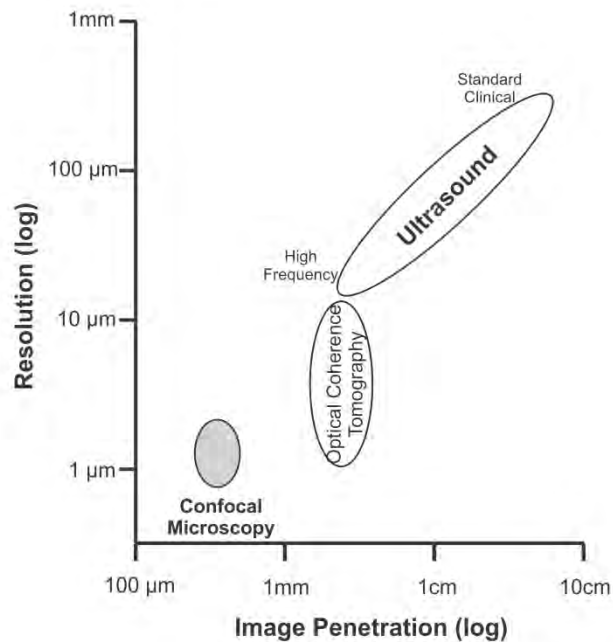 1mm
Standard
Clinical
100 µm
Ultrasound
High
Frequency
10 µm
Optical Coherence
Tomography
1 µm
Confocal
Microscopy
Resolution (log)
100 µm
1mm
1cm
10cm
Image Penetration (log)